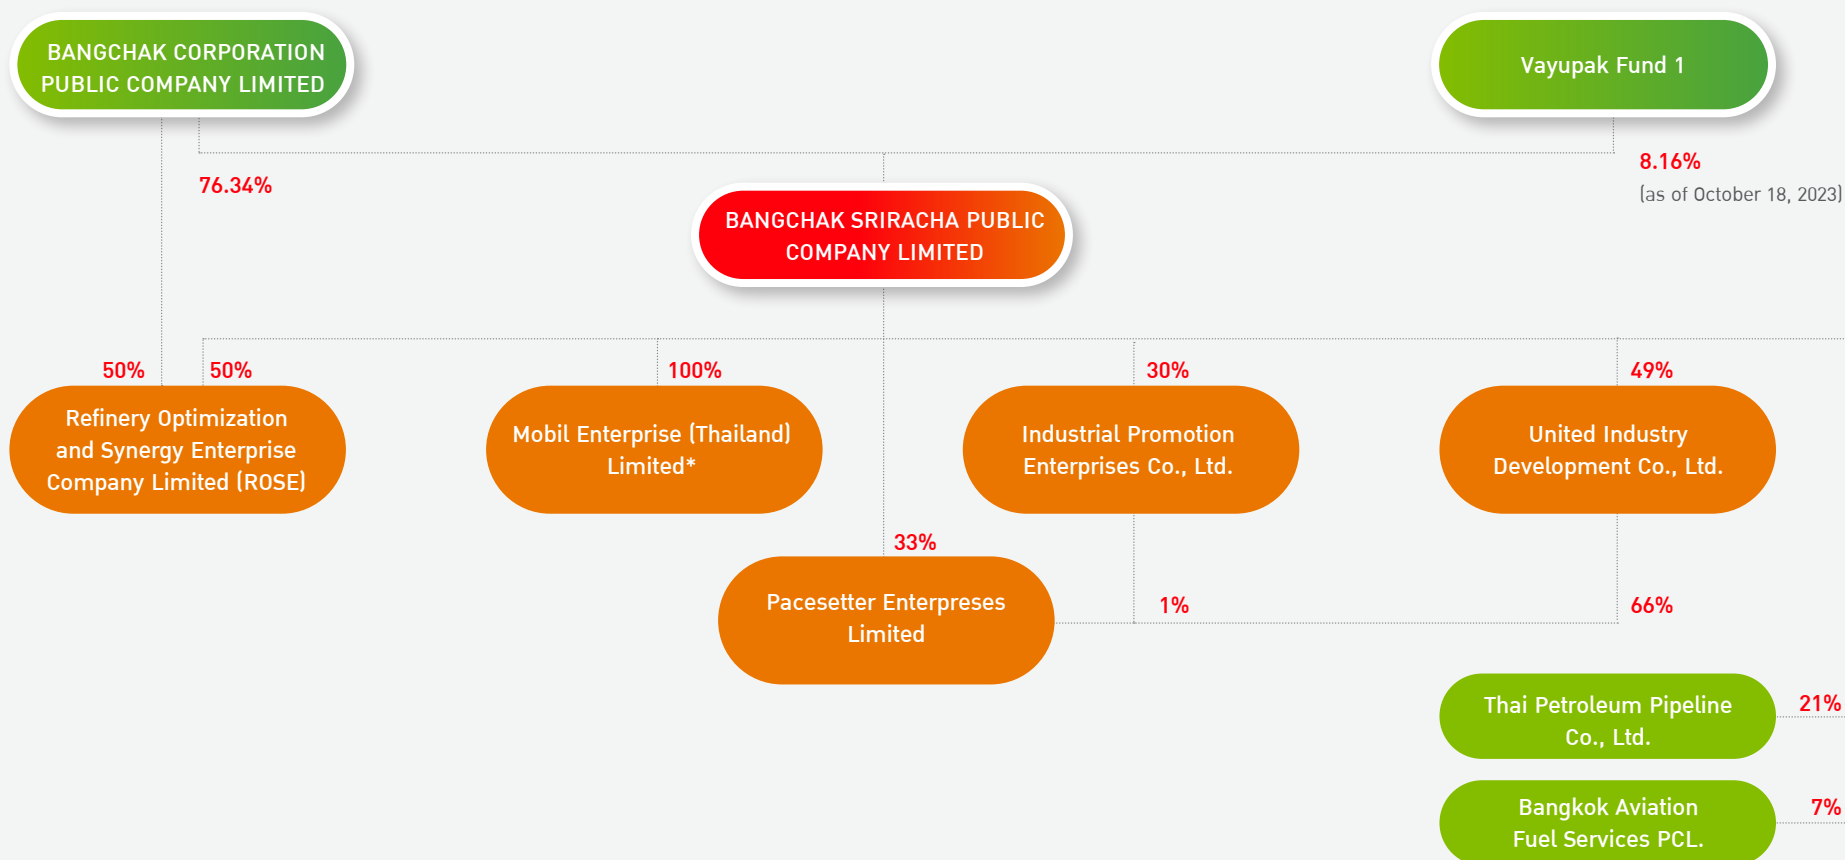 BANGCHAK CORPORATION
PUBLIC COMPANY LIMITED
Vayupak Fund 1
76.34%
8.16%
(as of October 18, 2023)
BANGCHAK SRIRACHA PUBLIC
COMPANY LIMITED
50%
50%
100%
30%
49%
Refinery Optimization
and Synergy Enterprise
Company Limited (ROSE)
Mobil Enterprise (Thailand)
Limited*
Industrial Promotion
Enterprises Co., Ltd.
United Industry
Development Co., Ltd.
33%
Pacesetter Enterpreses
Limited
1%
66%
Thai Petroleum Pipeline
Co., Ltd.
21%
Bangkok Aviation
Fuel Services PCL.
7%